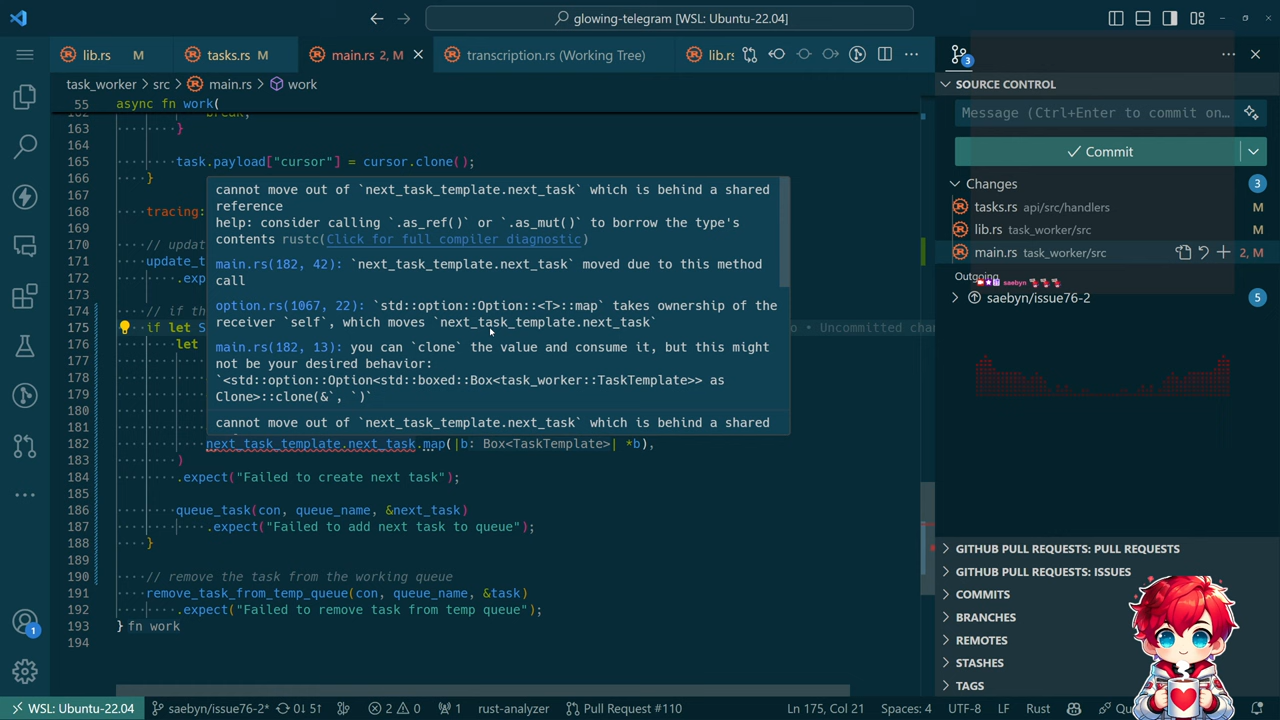 glowing-telegram [WSL: Ubuntu-22.04]
lib.rs M
tasks.rs M
main.rs 2, M
transcription.rs (Working Tree)
lib.rs
3
task_worker > src > main.rs > work
SOURCE CONTROL
55 async fn work(
Message (Ctrl+Enter to commit on…
163 }
164
Commit
165 task.payload["cursor"] = cursor.clone();
166 }
Changes 3
167
168 tracing:
169
170 // updat
171 update_t
172 .exp
173
174 // if th
175 if let S
176 let
178
179
180
181
cannot move out of `next_task_template.next_task` which is behind a shared
reference
help: consider calling `.as_ref()` or `.as_mut()` to borrow the type's
contents rustc(Click for full compiler diagnostic)
main.rs(182, 42): `next_task_template.next_task` moved due to this method
call
option.rs(1067, 22): `std::option::Option::<T>::map` takes ownership of the
receiver `self`, which moves `next_task_template.next_task`
main.rs(182, 13): you can `clone` the value and consume it, but this might
not be your desired behavior:
`<std::option::Option<std::boxed::Box<task_worker::TaskTemplate>> as
Clone>::clone(&`, `)`
cannot move out of `next_task_template.next_task` which is behind a shared
o • Uncommitted chan
182 next_task_template.next_task.map(|b: Box<TaskTemplate>| *b),
183 )
184 .expect("Failed to create next task");
185
186 queue_task(con, queue_name, &next_task)
187 .expect("Failed to add next task to queue");
188 }
189
190 // remove the task from the working queue
191 remove_task_from_temp_queue(con, queue_name, &task)
192 .expect("Failed to remove task from temp queue");
193 } fn work
194
tasks.rs api/src/handlers M
lib.rs task_worker/src M
main.rs task_worker/src 2, M
Outgoing
saebyn
saebyn/issue76-2 5
GITHUB PULL REQUESTS: PULL REQUESTS
GITHUB PULL REQUESTS: ISSUES
COMMITS
BRANCHES
REMOTES
STASHES
TAGS
1
WSL: Ubuntu-22.04 saebyn/issue76-2* 0↓ 5↑ 2 0 1 rust-analyzer Pull Request #110 Ln 175, Col 21 Spaces: 4 UTF-8 LF Rust